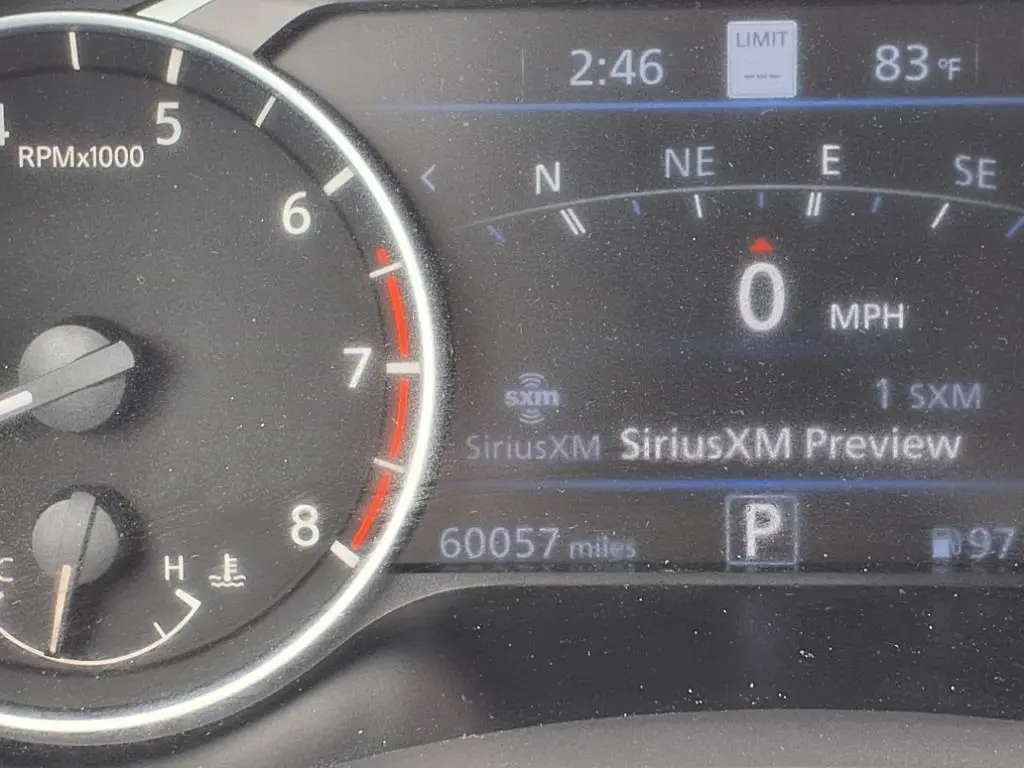 2:46 LIMIT --- 83 °F
N NE E SE
0 MPH
sxm 1 SXM
SiriusXM SiriusXM Preview
60057 miles P 97
5
RPMx1000
6
7
8
C H